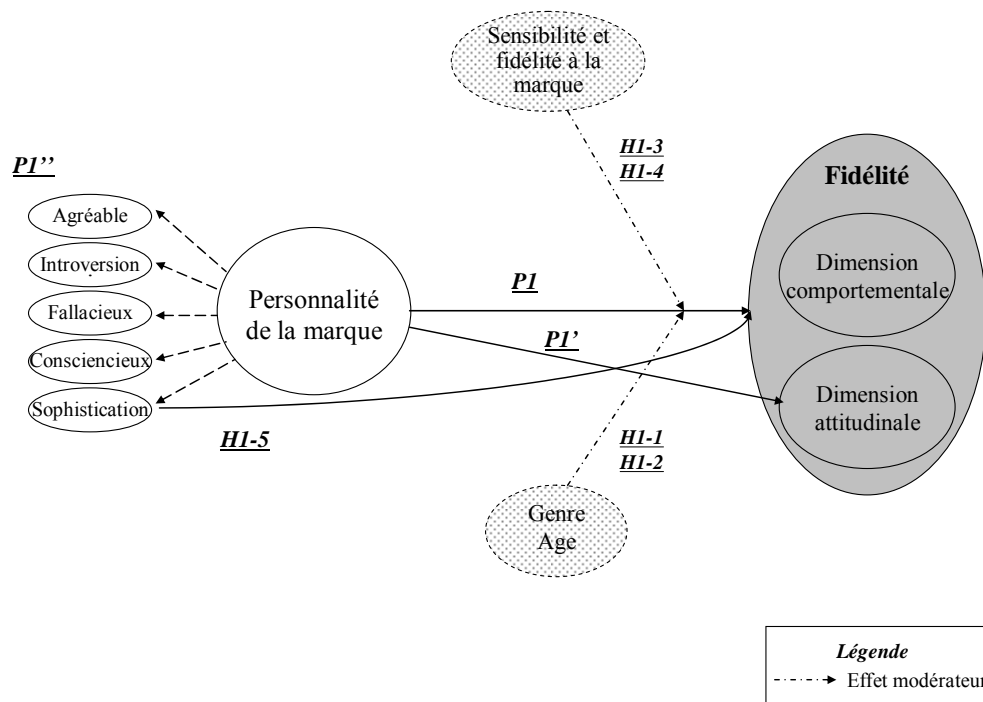 Sensibilité et
fidélité à la
marque
P1’’
H1-3
H1-4
Fidélité
Agréable
Introversion
Fallacieux
Consciencieux
Sophistication
Personnalité
de la marque
P1
P1’
Dimension
comportementale
Dimension
attitudinale
H1-5
H1-1
H1-2
Genre
Age
Légende
Effet modérateur